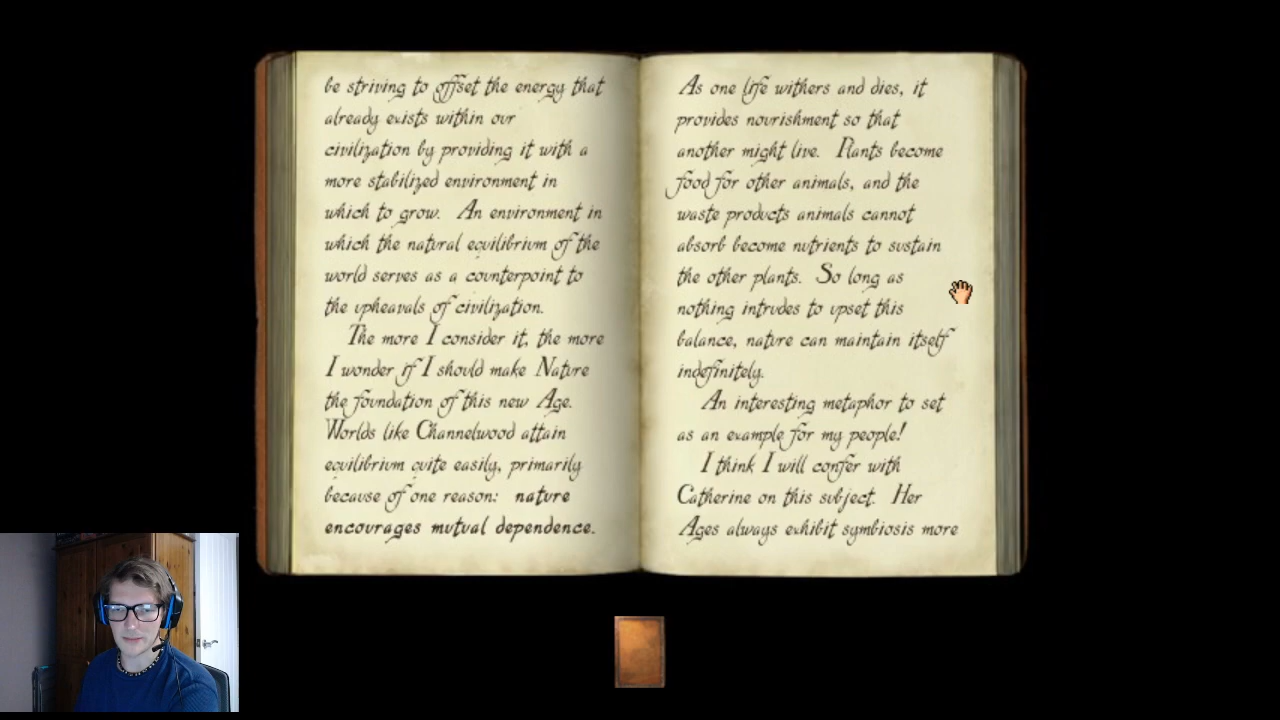 be striving to offset the energy that
already exists within our
civilization by providing it with a
more stabilized environment in
which to grow. An environment in
which the natural equilibrium of the
world serves as a counterpoint to
the upheavals of civilization.
The more I consider it, the more
I wonder if I should make Nature
the foundation of this new Age.
Worlds like Channelwood attain
equilibrium quite easily, primarily
because of one reason: nature
encourages mutual dependence.
As one life withers and dies, it
provides nourishment so that
another might live. Plants become
food for other animals, and the
waste products animals cannot
absorb become nutrients to sustain
the other plants. So long as
nothing intrudes to upset this
balance, nature can maintain itself
indefinitely.
An interesting metaphor to set
as an example for my people!
I think I will confer with
Catherine on this subject. Her
Ages always exhibit symbiosis more